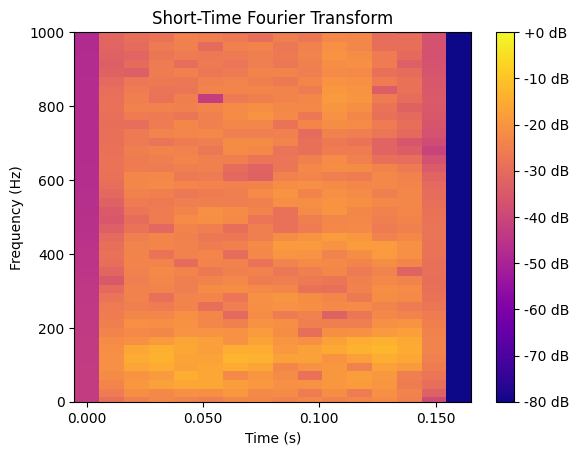 Short-Time Fourier Transform
1000
800
600
400
200
0
Frequency (Hz)
0.000
0.050
0.100
0.150
Time (s)
+0 dB
-10 dB
-20 dB
-30 dB
-40 dB
-50 dB
-60 dB
-70 dB
-80 dB